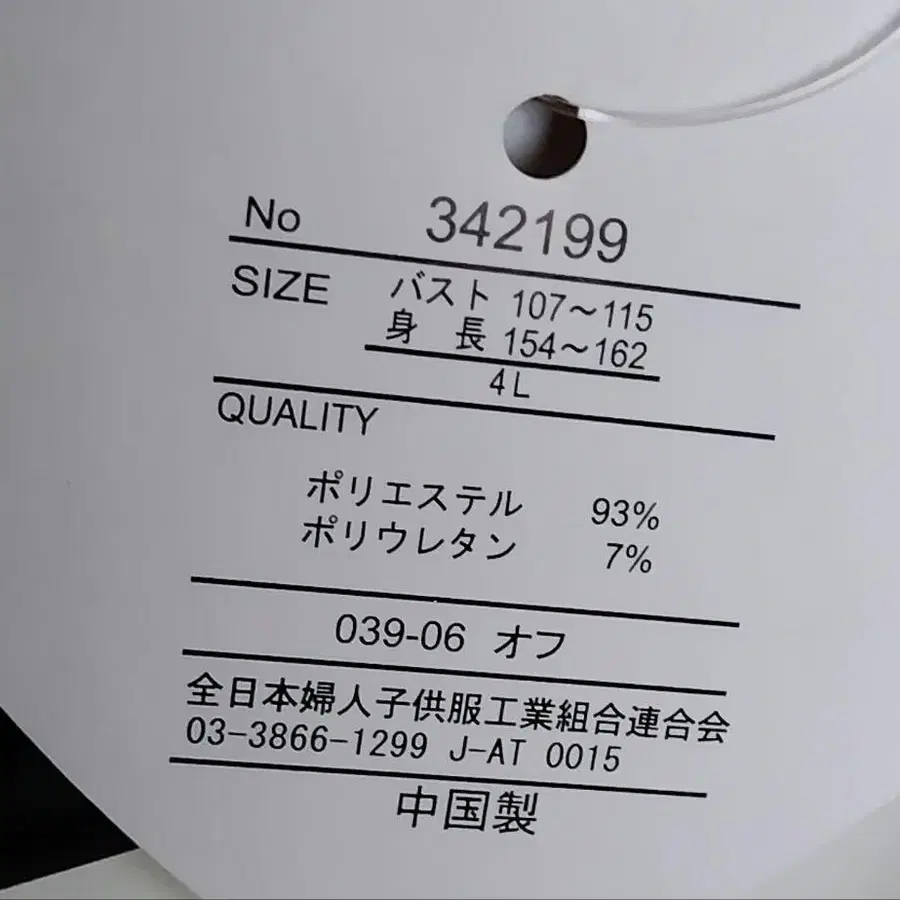 No 342199
SIZE バスト 107～115
身 長 154～162
4L
QUALITY
ポリエステル 93%
ポリウレタン 7%
039-06 オフ
全日本婦人子供服工業組合連合会
03-3866-1299 J-AT 0015
中国製